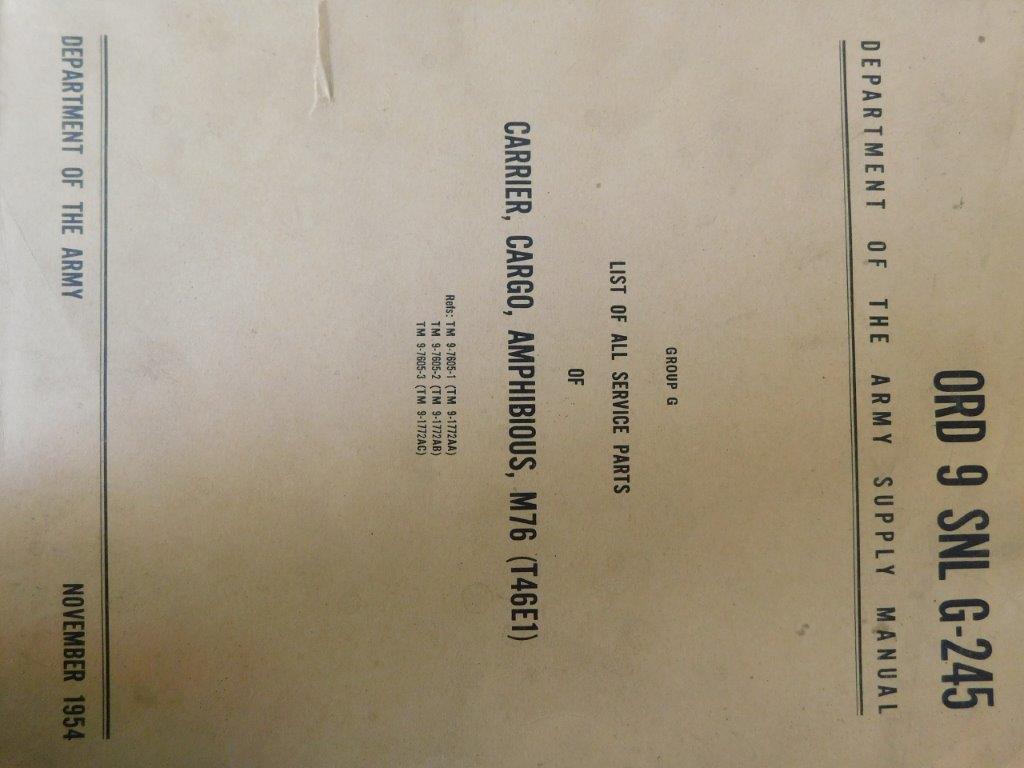 ORD 9 SNL G-245
DEPARTMENT OF THE ARMY SUPPLY MANUAL
GROUP G
LIST OF ALL SERVICE PARTS
OF
CARRIER, CARGO, AMPHIBIOUS, M76 (T46E1)
Refs: TM 9-7605-1 (TM 9-1772AA)
TM 9-7605-2 (TM 9-1772AB)
TM 9-7605-3 (TM 9-1772AC)
DEPARTMENT OF THE ARMY NOVEMBER 1954